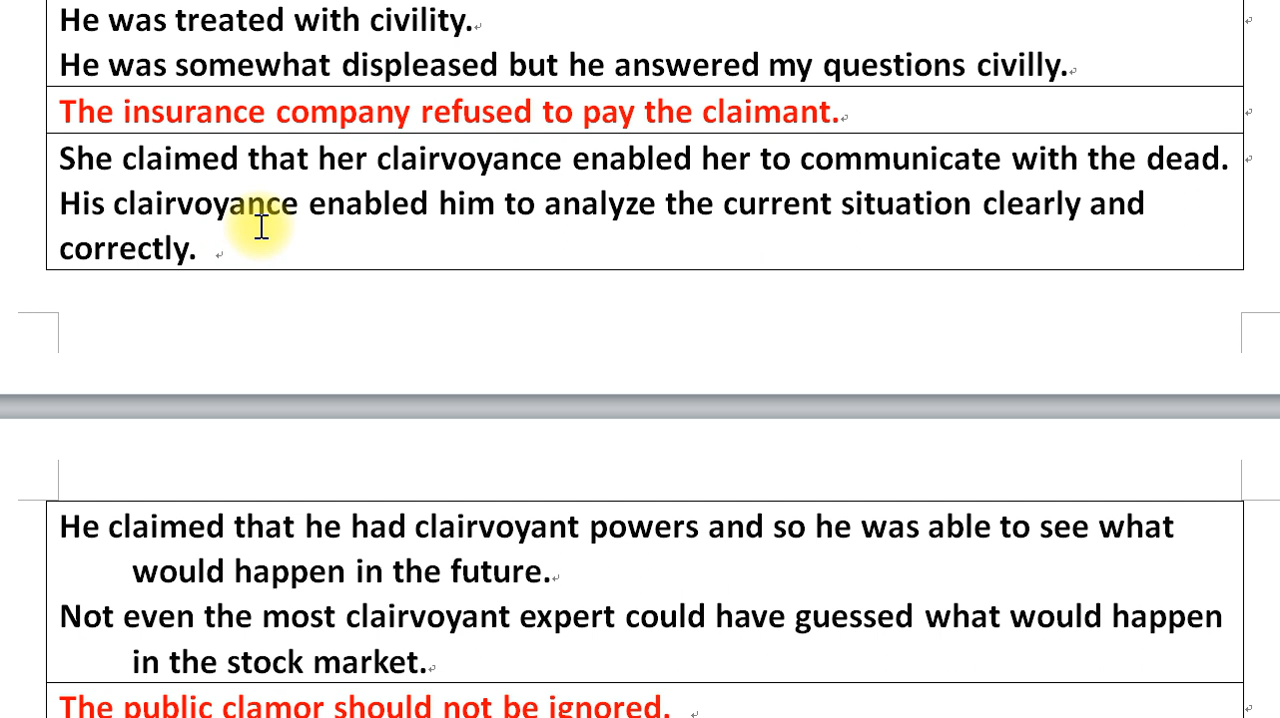 He was treated with civility.
He was somewhat displeased but he answered my questions civilly.
The insurance company refused to pay the claimant.
She claimed that her clairvoyance enabled her to communicate with the dead.
His clairvoyance enabled him to analyze the current situation clearly and
correctly.
He claimed that he had clairvoyant powers and so he was able to see what
would happen in the future.
Not even the most clairvoyant expert could have guessed what would happen
in the stock market.
The public clamor should not be ignored.